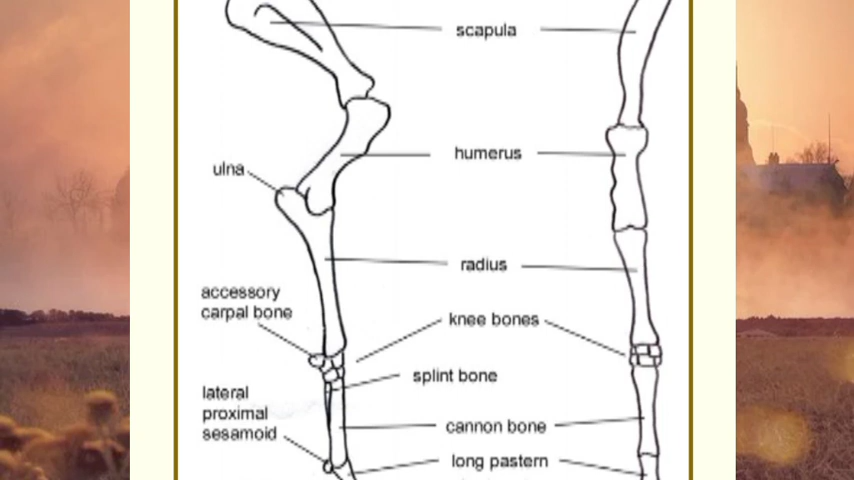 scapula
humerus
ulna
radius
accessory
carpal bone
knee bones
splint bone
lateral
proximal
sesamoid
cannon bone
long pastern